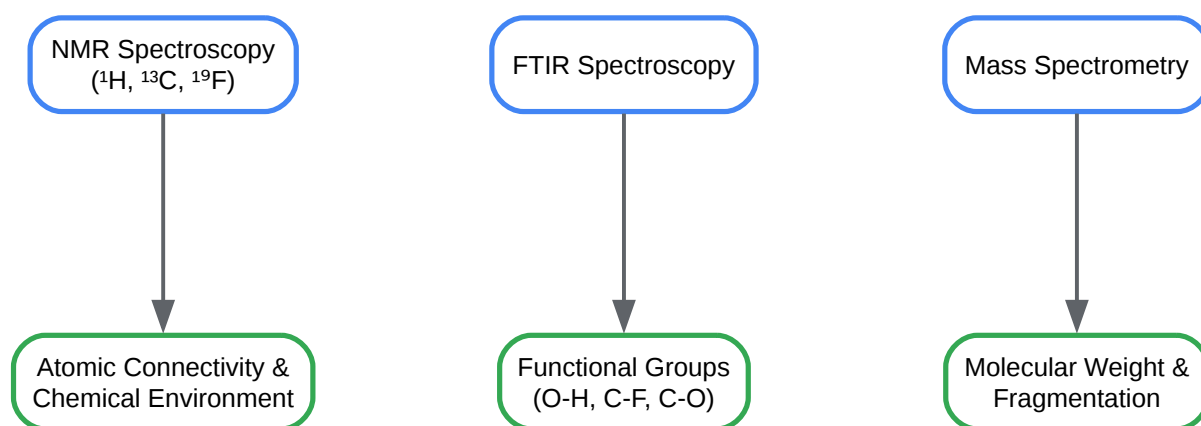 NMR Spectroscopy
(¹H, ¹³C, ¹⁹F)
FTIR Spectroscopy
Mass Spectrometry
Atomic Connectivity &
Chemical Environment
Functional Groups
(O-H, C-F, C-O)
Molecular Weight &
Fragmentation